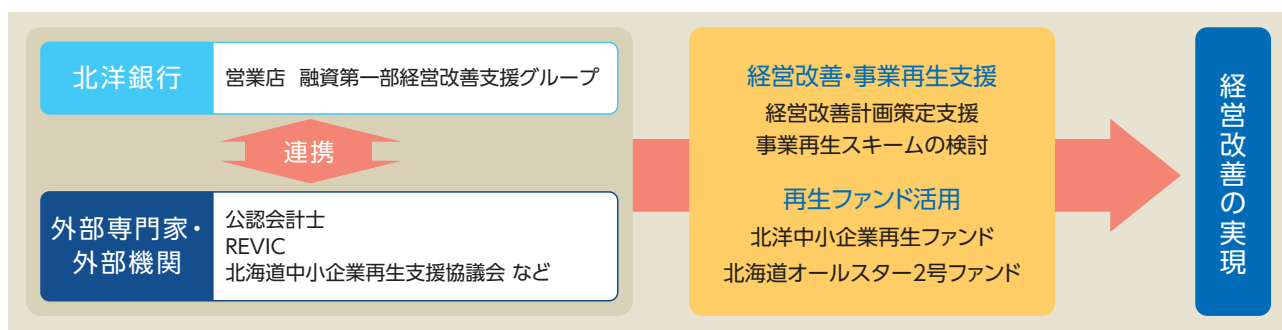 北洋銀行
営業店 融資第一部経営改善支援グループ
連携
外部専門家・
外部機関
公認会計士
REVIC
北海道中小企業再生支援協議会 など
経営改善・事業再生支援
経営改善計画策定支援
事業再生スキームの検討
再生ファンド活用
北洋中小企業再生ファンド
北海道オールスター2号ファンド
経営改善の実現